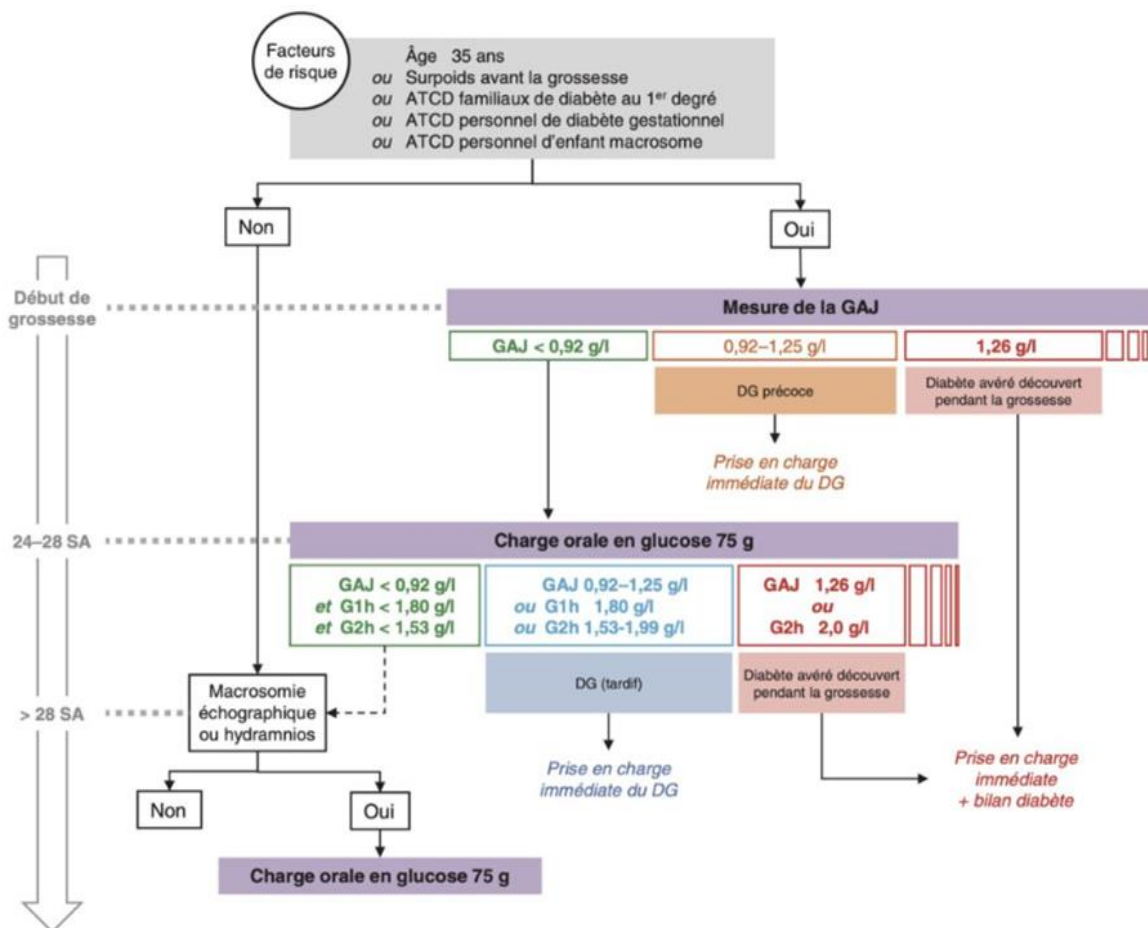 Facteurs
de risque
Âge 35 ans
ou Surpoids avant la grossesse
ou ATCD familiaux de diabète au 1er degré
ou ATCD personnel de diabète gestationnel
ou ATCD personnel d'enfant macrosome
Non
Oui
Début de
grossesse
Mesure de la GAJ
GAJ < 0,92 g/l
0,92–1,25 g/l
1,26 g/l
DG précoce
Diabète avéré découvert
pendant la grossesse
Prise en charge
immédiate du DG
24–28 SA
Charge orale en glucose 75 g
GAJ < 0,92 g/l
et G1h < 1,80 g/l
et G2h < 1,53 g/l
GAJ 0,92–1,25 g/l
ou G1h 1,80 g/l
ou G2h 1,53-1,99 g/l
GAJ 1,26 g/l
ou
G2h 2,0 g/l
DG (tardif)
Diabète avéré découvert
pendant la grossesse
> 28 SA
Macrosomie
échographique
ou hydramnios
Prise en charge
immédiate du DG
Prise en charge
immédiate
+ bilan diabète
Non
Oui
Charge orale en glucose 75 g